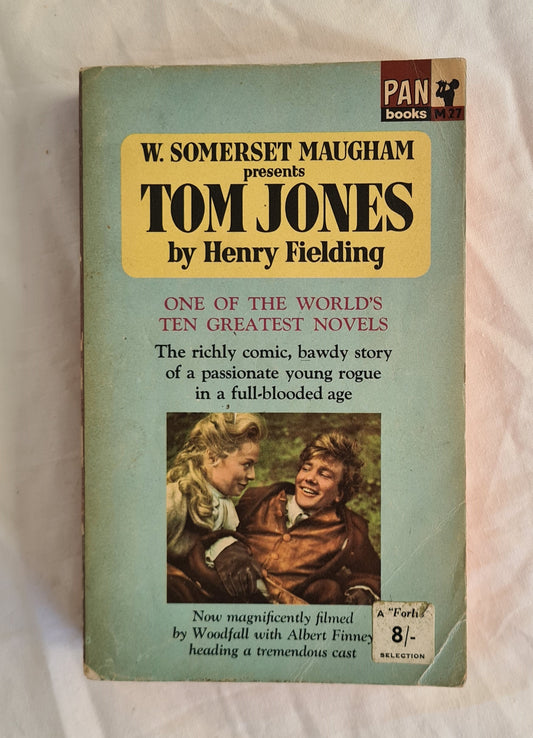 PAN
books
M27
W. SOMERSET MAUGHAM
presents
TOM JONES
by Henry Fielding
ONE OF THE WORLD'S
TEN GREATEST NOVELS
The richly comic, bawdy story
of a passionate young rogue
in a full-blooded age
Now magnificently filmed
by Woodfall with Albert Finney
heading a tremendous cast
A
8/-
SELECTION